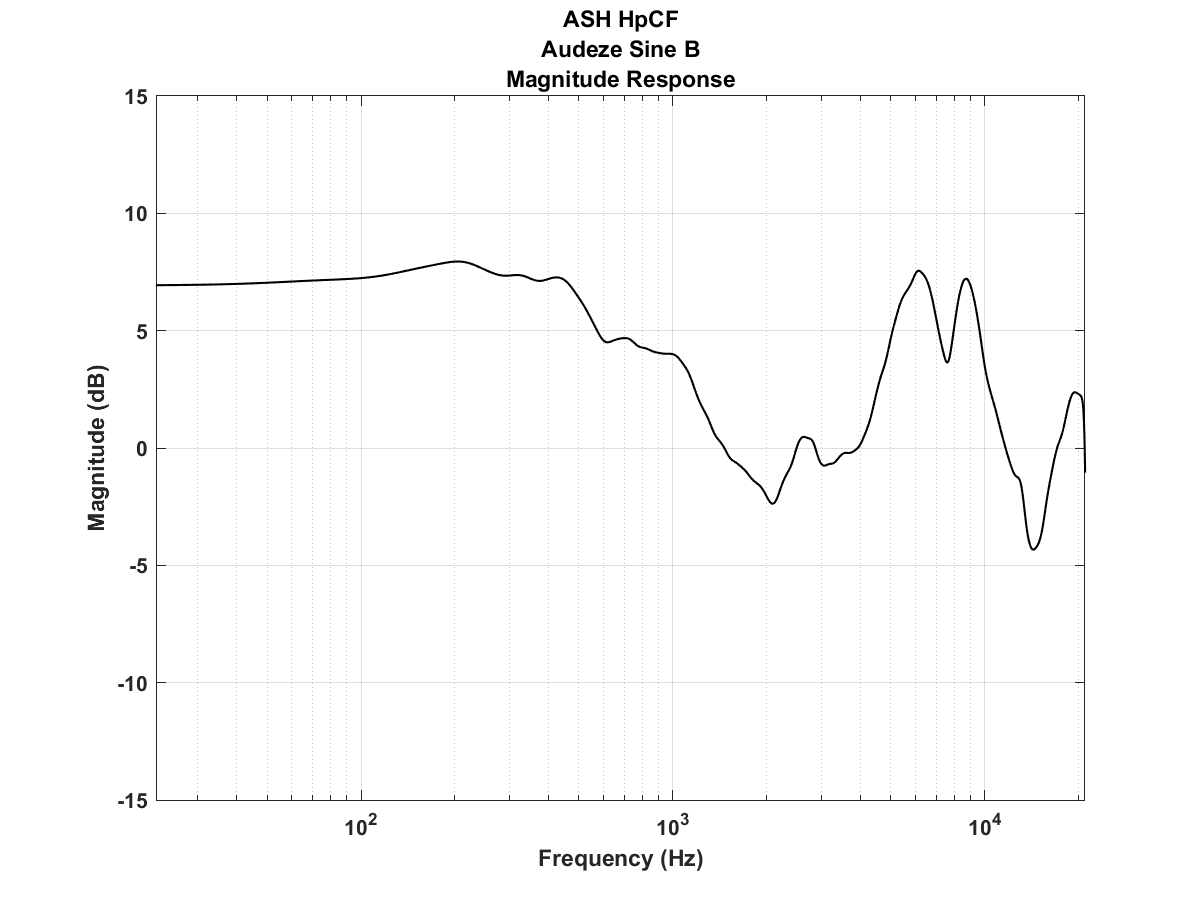 ASH HpCF
Audeze Sine B
Magnitude Response
15
10
5
0
-5
-10
-15
Magnitude (dB)
10² 10³ 10⁴
Frequency (Hz)